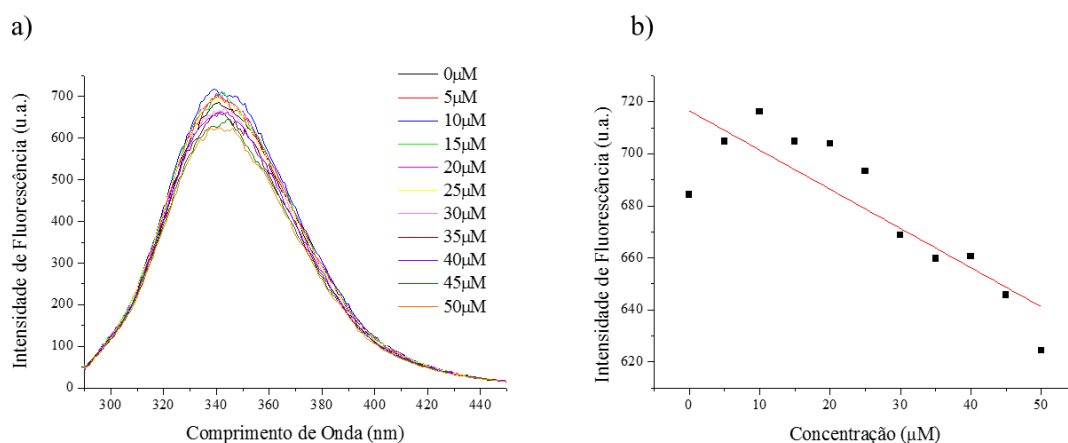 a)
Intensidade de Fluorescência (u.a.)
700
600
500
400
300
200
100
0
300
320
340
360
380
400
420
440
Comprimento de Onda (nm)
0μM
5μM
10μM
15μM
20μM
25μM
30μM
35μM
40μM
45μM
50μM
b)
Intensidade de Fluorescência (u.a.)
720
700
680
660
640
620
0
10
20
30
40
50
Concentração (μM)